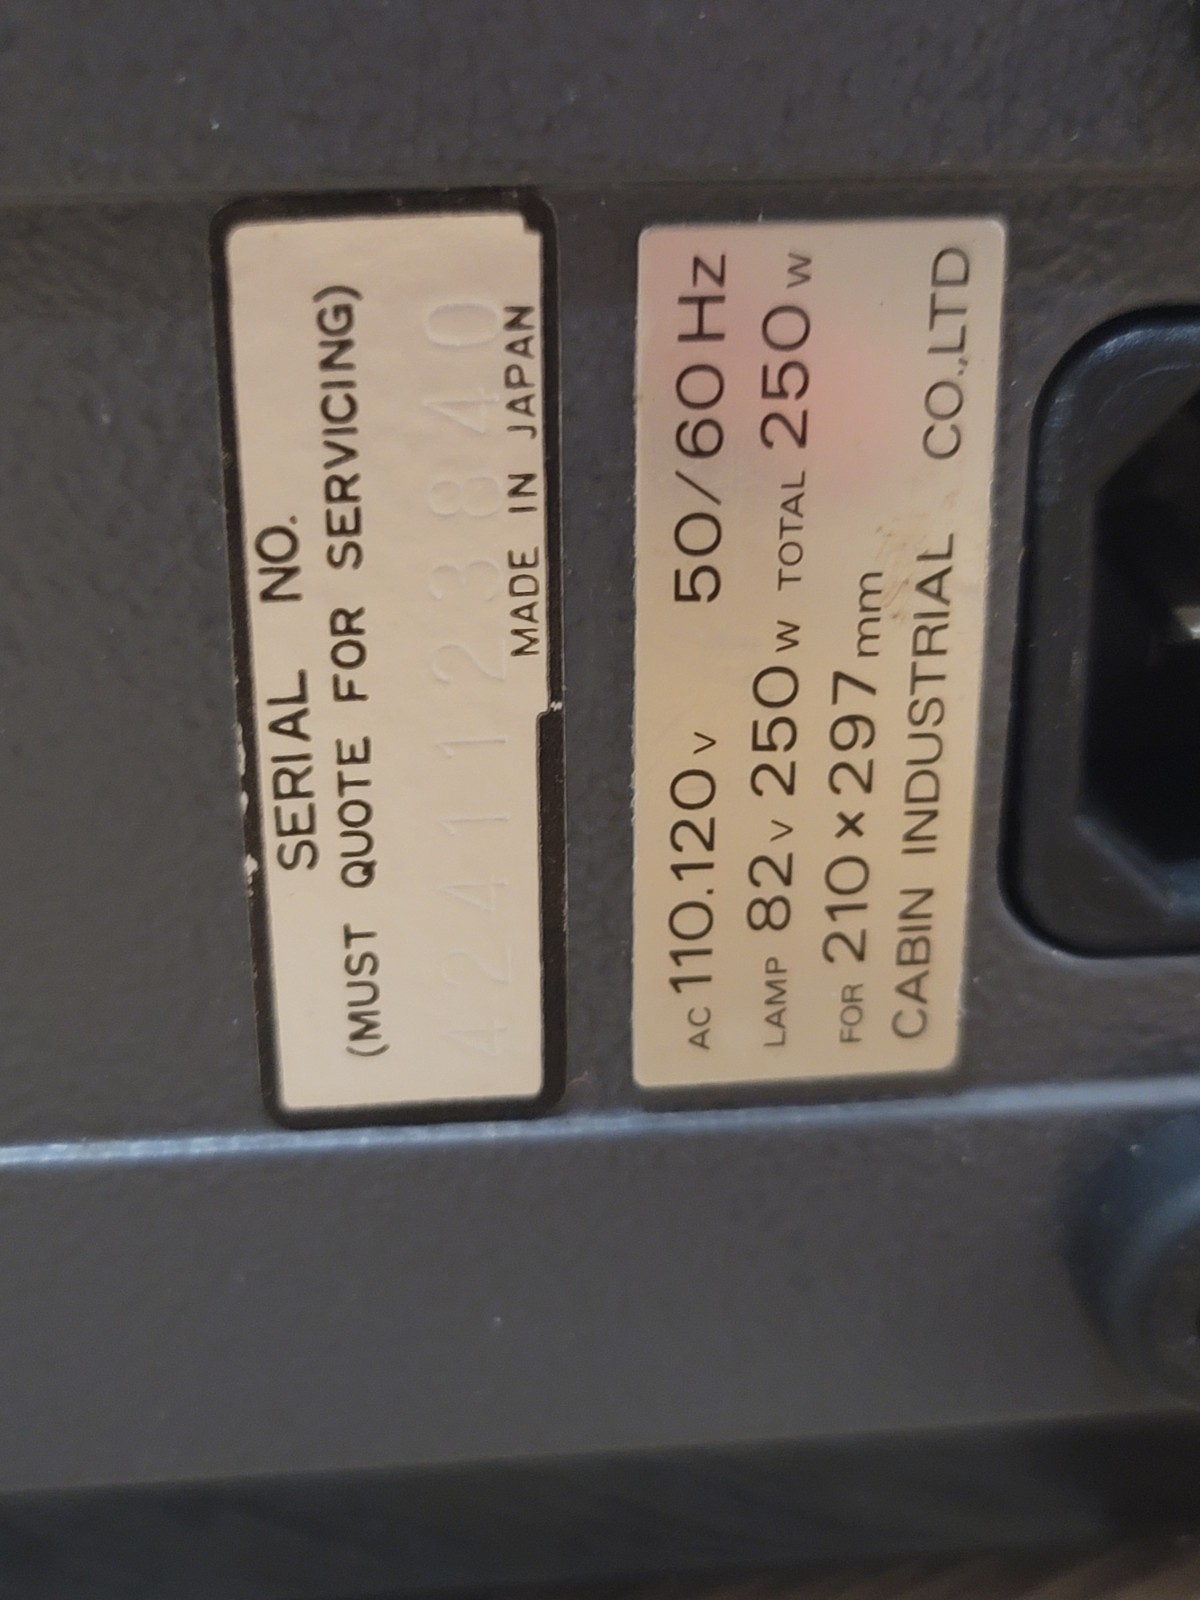 SERIAL NO.
(MUST QUOTE FOR SERVICING)
4241123840
MADE IN JAPAN
AC 110.120 V 50/60 Hz
LAMP 82 V 250 W TOTAL 250 W
FOR 210 × 297 mm
CABIN INDUSTRIAL CO.,LTD